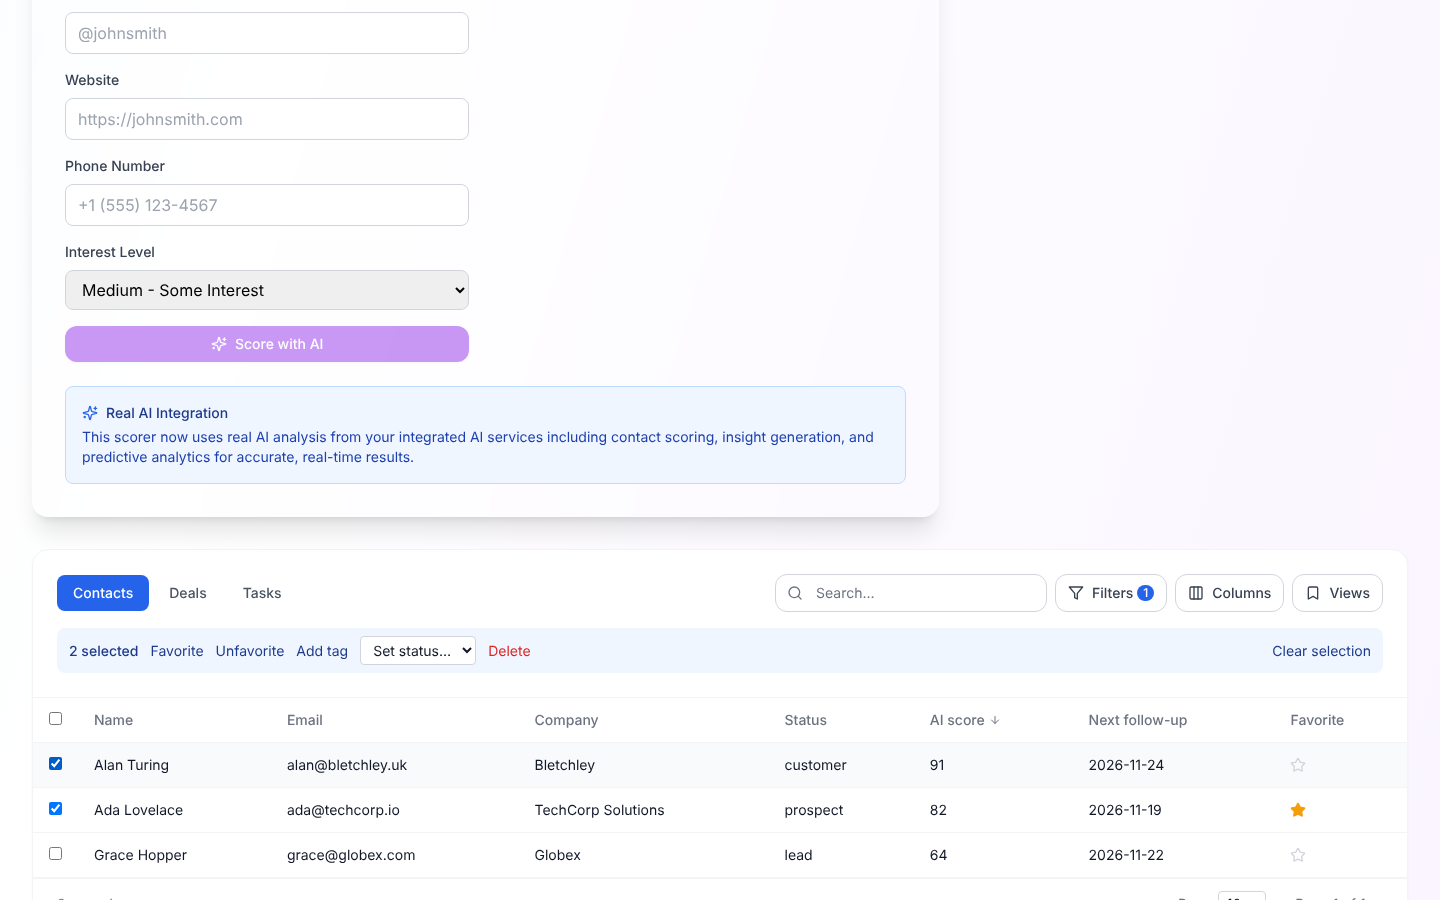 @johnsmith
Website
https://johnsmith.com
Phone Number
+1 (555) 123-4567
Interest Level
Medium - Some Interest
Score with AI
Real AI Integration
This scorer now uses real AI analysis from your integrated AI services including contact scoring, insight generation, and
predictive analytics for accurate, real-time results.
Contacts Deals Tasks Search... Filters 1 Columns Views
2 selected Favorite Unfavorite Add tag Set status... Delete Clear selection
Name Email Company Status AI score ↓ Next follow-up Favorite
Alan Turing alan@bletchley.uk Bletchley customer 91 2026-11-24
Ada Lovelace ada@techcorp.io TechCorp Solutions prospect 82 2026-11-19
Grace Hopper grace@globex.com Globex lead 64 2026-11-22